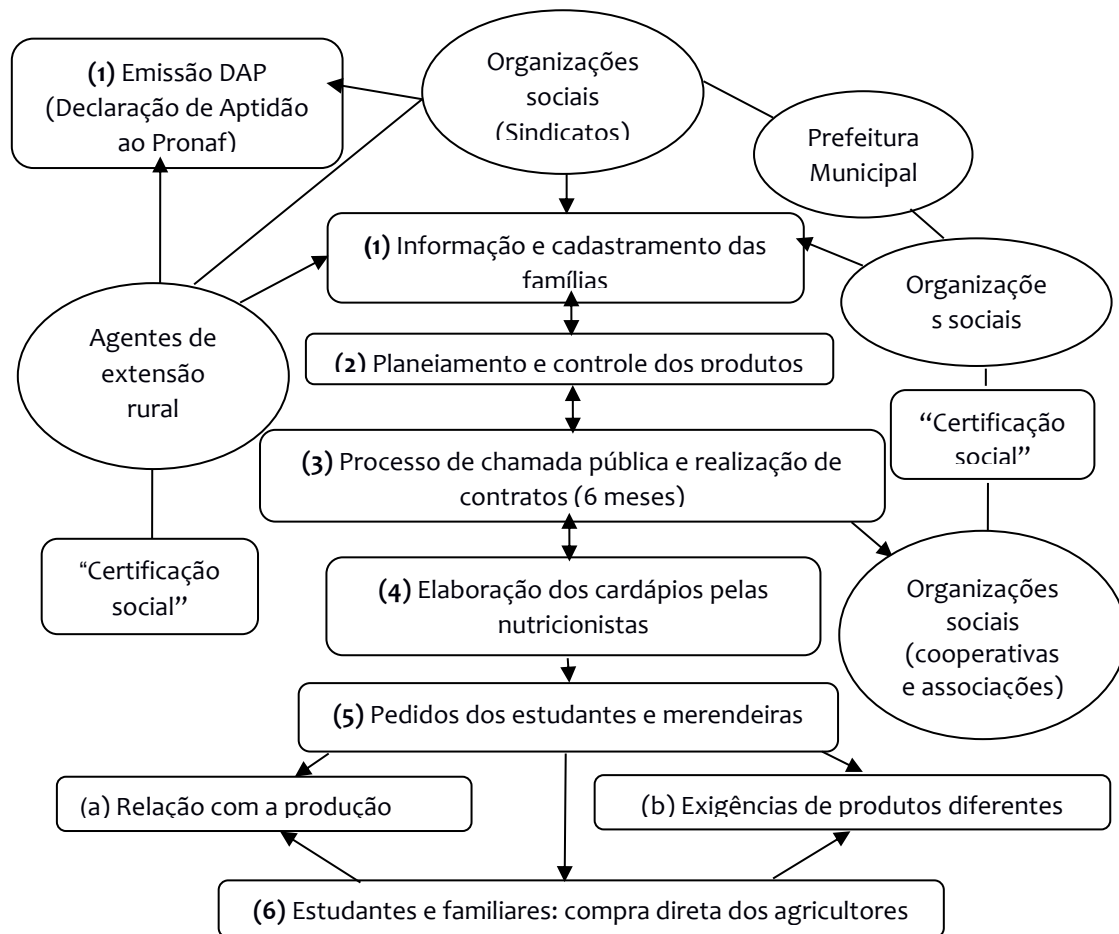 (1) Emissão DAP
(Declaração de Aptidão
ao Pronaf)
Organizações
sociais
(Sindicatos)
Prefeitura
Municipal
(1) Informação e cadastramento das
famílias
Organizaçõe
s sociais
Agentes de
extensão
rural
(2) Planejamento e controle dos produtos
“Certificação
social”
(3) Processo de chamada pública e realização de
contratos (6 meses)
“Certificação
social”
(4) Elaboração dos cardápios pelas
nutricionistas
Organizações
sociais
(cooperativas
e associações)
(5) Pedidos dos estudantes e merendeiras
(a) Relação com a produção
(b) Exigências de produtos diferentes
(6) Estudantes e familiares: compra direta dos agricultores